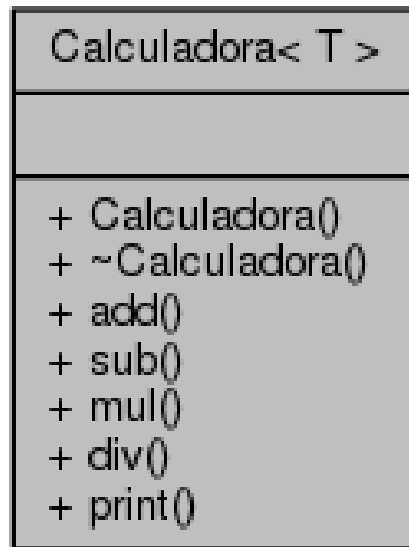 Calculadora< T >
+ Calculadora()
+ ~Calculadora()
+ add()
+ sub()
+ mul()
+ div()
+ print()